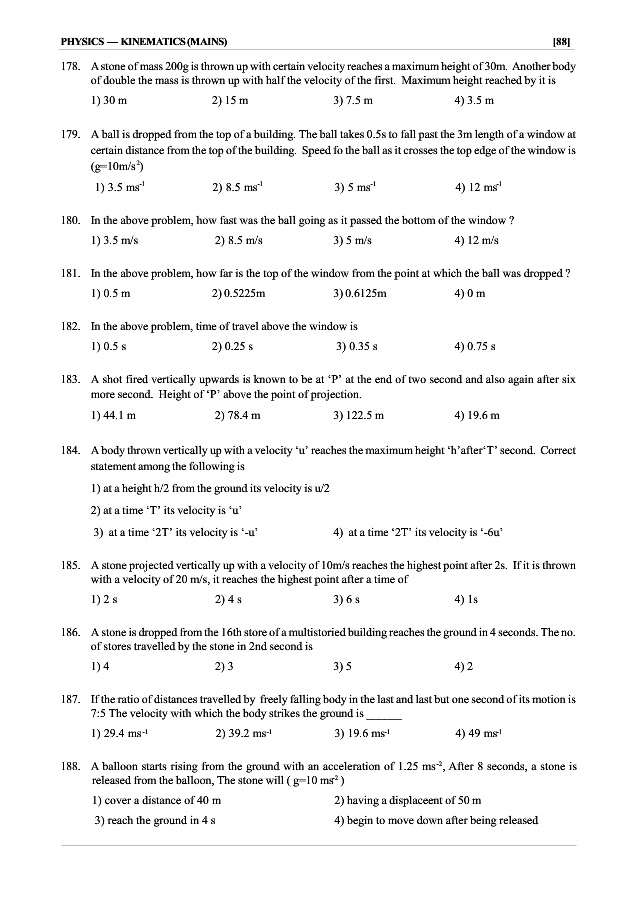 PHYSICS — KINEMATICS (MAINS) [88]
178. A stone of mass 200g is thrown up with certain velocity reaches a maximum height of 30m. Another body
of double the mass is thrown up with half the velocity of the first. Maximum height reached by it is
1) 30 m 2) 15 m 3) 7.5 m 4) 3.5 m
179. A ball is dropped from the top of a building. The ball takes 0.5s to fall past the 3m length of a window at
certain distance from the top of the building. Speed fo the ball as it crosses the top edge of the window is
(g=10m/s²)
1) 3.5 ms⁻¹ 2) 8.5 ms⁻¹ 3) 5 ms⁻¹ 4) 12 ms⁻¹
180. In the above problem, how fast was the ball going as it passed the bottom of the window ?
1) 3.5 m/s 2) 8.5 m/s 3) 5 m/s 4) 12 m/s
181. In the above problem, how far is the top of the window from the point at which the ball was dropped ?
1) 0.5 m 2) 0.5225m 3) 0.6125m 4) 0 m
182. In the above problem, time of travel above the window is
1) 0.5 s 2) 0.25 s 3) 0.35 s 4) 0.75 s
183. A shot fired vertically upwards is known to be at ‘P’ at the end of two second and also again after six
more second. Height of ‘P’ above the point of projection.
1) 44.1 m 2) 78.4 m 3) 122.5 m 4) 19.6 m
184. A body thrown vertically up with a velocity ‘u’ reaches the maximum height ‘h’after‘T’ second. Correct
statement among the following is
1) at a height h/2 from the ground its velocity is u/2
2) at a time ‘T’ its velocity is ‘u’
3) at a time ‘2T’ its velocity is ‘-u’ 4) at a time ‘2T’ its velocity is ‘-6u’
185. A stone projected vertically up with a velocity of 10m/s reaches the highest point after 2s. If it is thrown
with a velocity of 20 m/s, it reaches the highest point after a time of
1) 2 s 2) 4 s 3) 6 s 4) 1s
186. A stone is dropped from the 16th store of a multistoried building reaches the ground in 4 seconds. The no.
of stores travelled by the stone in 2nd second is
1) 4 2) 3 3) 5 4) 2
187. If the ratio of distances travelled by freely falling body in the last and last but one second of its motion is
7:5 The velocity with which the body strikes the ground is ______
1) 29.4 ms⁻¹ 2) 39.2 ms⁻¹ 3) 19.6 ms⁻¹ 4) 49 ms⁻¹
188. A balloon starts rising from the ground with an acceleration of 1.25 ms⁻², After 8 seconds, a stone is
released from the balloon, The stone will ( g=10 ms² )
1) cover a distance of 40 m 2) having a displaceent of 50 m
3) reach the ground in 4 s 4) begin to move down after being released